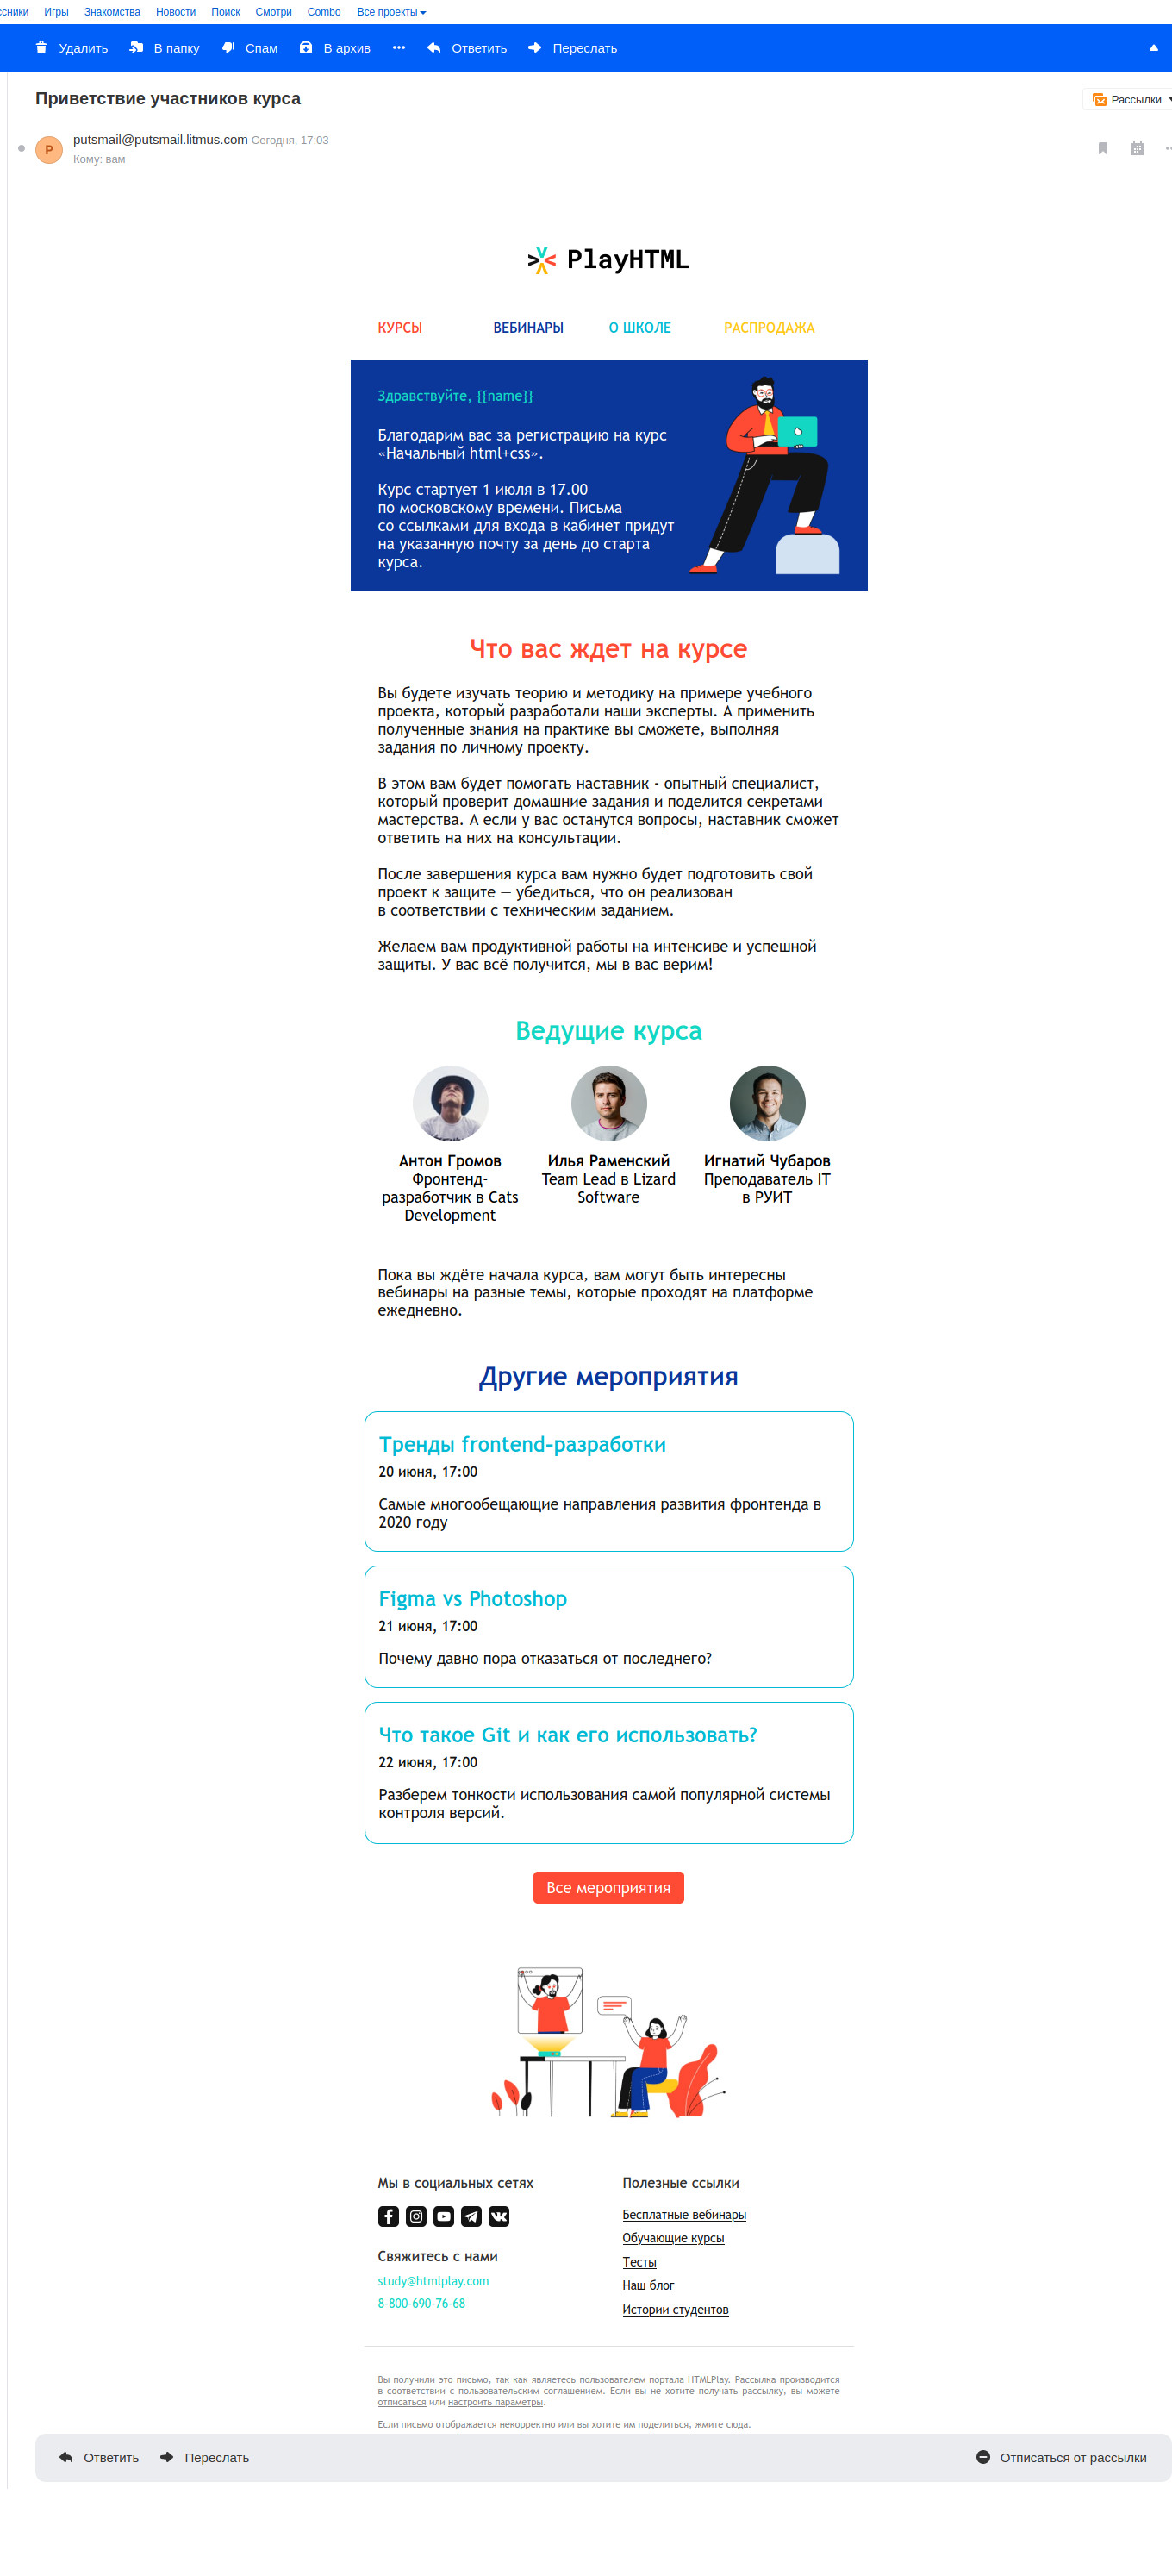 Игры Знакомства Новости Поиск Смотри Combo Все проекты
Удалить В папку Спам В архив Ответить Переслать
Приветствие участников курса
Рассылки
putsmail@putsmail.litmus.com Сегодня, 17:03
P
Кому: вам
PlayHTML
КУРСЫ ВЕБИНАРЫ О ШКОЛЕ РАСПРОДАЖА
Здравствуйте, {{name}}
Благодарим вас за регистрацию на курс
«Начальный html+css».
Курс стартует 1 июля в 17.00
по московскому времени. Письма
со ссылками для входа в кабинет придут
на указанную почту за день до старта
курса.
Что вас ждет на курсе
Вы будете изучать теорию и методику на примере учебного
проекта, который разработали наши эксперты. А применить
полученные знания на практике вы сможете, выполняя
задания по личному проекту.
В этом вам будет помогать наставник - опытный специалист,
который проверит домашние задания и поделится секретами
мастерства. А если у вас останутся вопросы, наставник сможет
ответить на них на консультации.
После завершения курса вам нужно будет подготовить свой
проект к защите — убедиться, что он реализован
в соответствии с техническим заданием.
Желаем вам продуктивной работы на интенсиве и успешной
защиты. У вас всё получится, мы в вас верим!
Ведущие курса
Антон Громов
Фронтенд-
разработчик в Cats
Development
Илья Раменский
Team Lead в Lizard
Software
Игнатий Чубаров
Преподаватель IT
в РУИТ
Пока вы ждёте начала курса, вам могут быть интересны
вебинары на разные темы, которые проходят на платформе
ежедневно.
Другие мероприятия
Тренды frontend-разработки
20 июня, 17:00
Самые многообещающие направления развития фронтенда в
2020 году
Figma vs Photoshop
21 июня, 17:00
Почему давно пора отказаться от последнего?
Что такое Git и как его использовать?
22 июня, 17:00
Разберем тонкости использования самой популярной системы
контроля версий.
Все мероприятия
Мы в социальных сетях
Свяжитесь с нами
study@htmlplay.com
8-800-690-76-68
Полезные ссылки
Бесплатные вебинары
Обучающие курсы
Тесты
Наш блог
Истории студентов
Вы получили это письмо, так как являетесь пользователем портала HTMLPlay. Рассылка производится
в соответствии с пользовательским соглашением. Если вы не хотите получать рассылку, вы можете
отписаться или настроить параметры.
Если письмо отображается некорректно или вы хотите им поделиться, жмите сюда.
Ответить Переслать Отписаться от рассылки